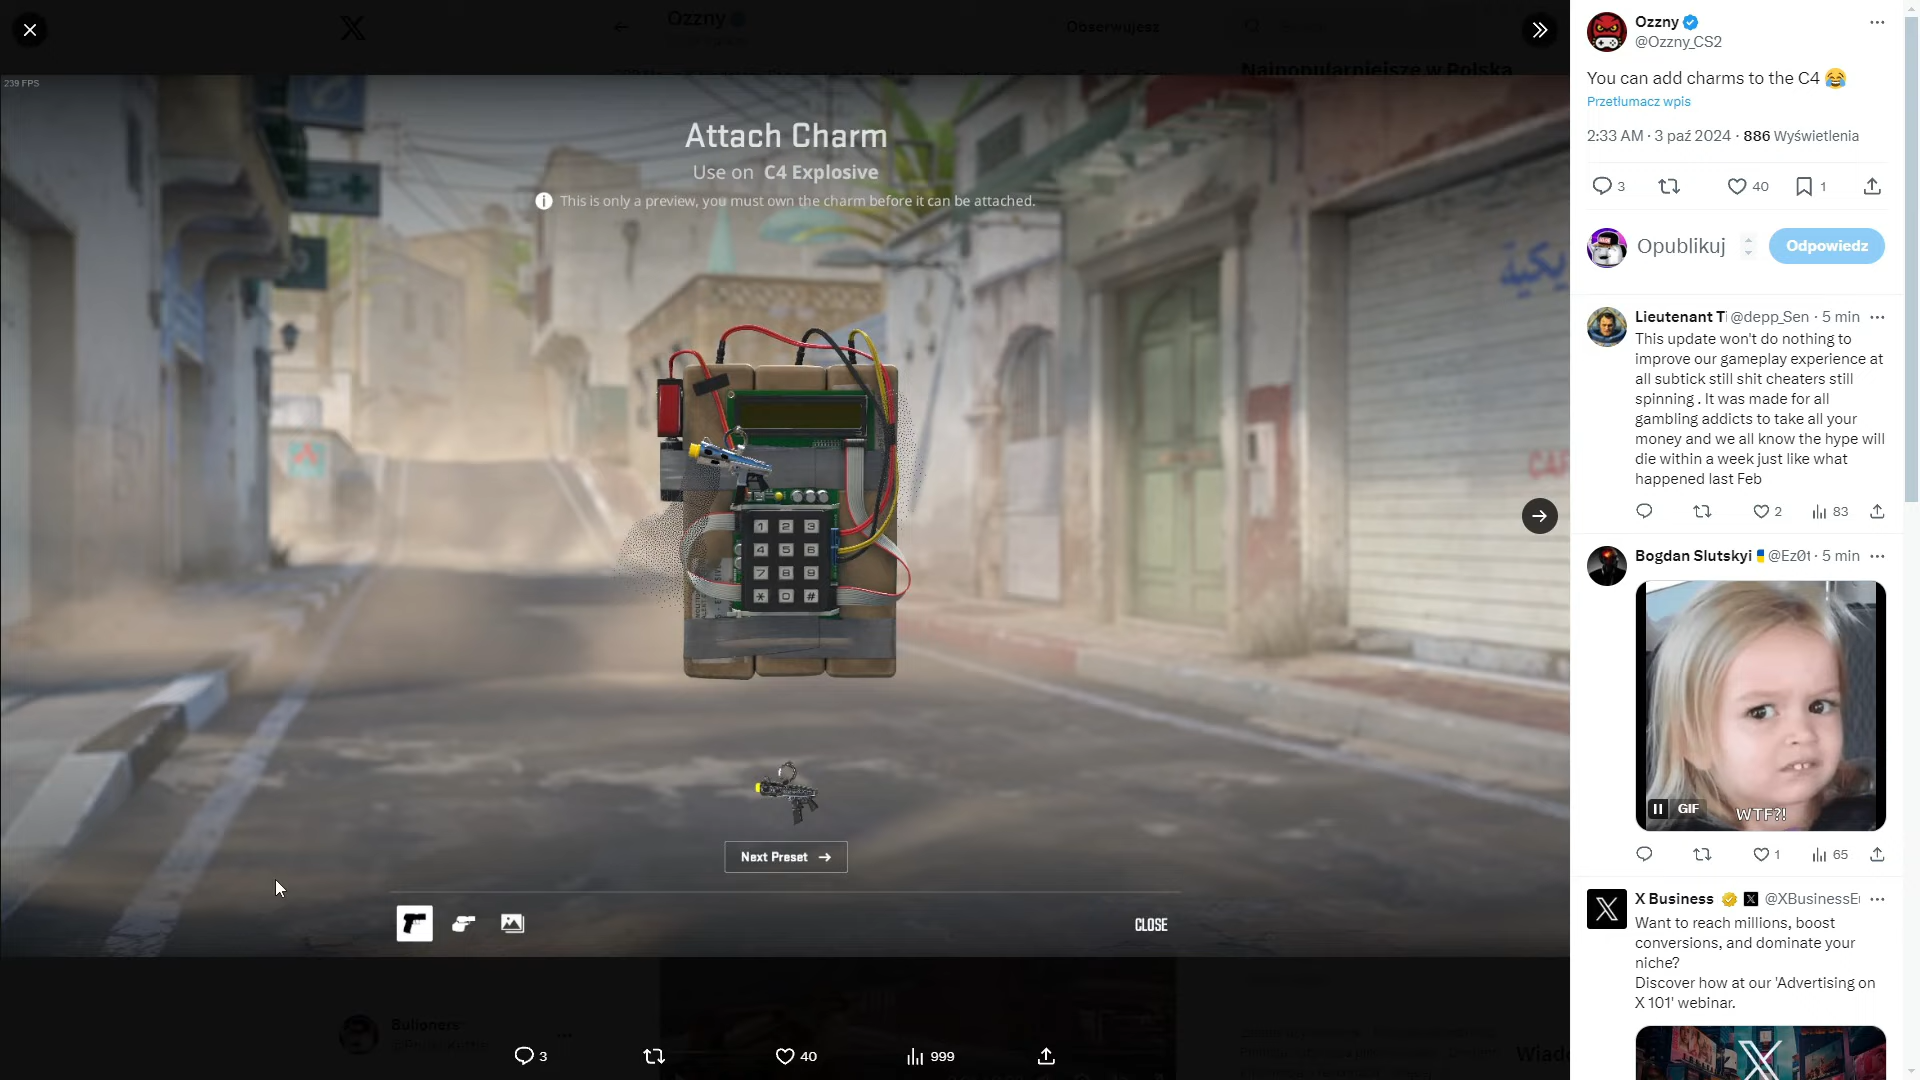 Ozzny
Obserwujesz
Najpopularniejsze w Polska
239 FPS
Attach Charm
Use on C4 Explosive
This is only a preview, you must own the charm before it can be attached.
1 2 3
4 5 6
7 8 9
* 0 #
Next Preset
CLOSE
Bulioners
3
40
999
Ozzny
@Ozzny_CS2
You can add charms to the C4 😂
Przetłumacz wpis
2:33 AM · 3 paź 2024 · 886 Wyświetlenia
3
40
1
Opublikuj
Odpowiedz
Lieutenant T @depp_Sen · 5 min
This update won't do nothing to
improve our gameplay experience at
all subtick still shit cheaters still
spinning . It was made for all
gambling addicts to take all your
money and we all know the hype will
die within a week just like what
happened last Feb
2
83
Bogdan Slutskyi @Ez0t · 5 min
GIF
WTF?!
1
65
X Business @XBusinessE
Want to reach millions, boost
conversions, and dominate your
niche?
Discover how at our 'Advertising on
X 101' webinar.